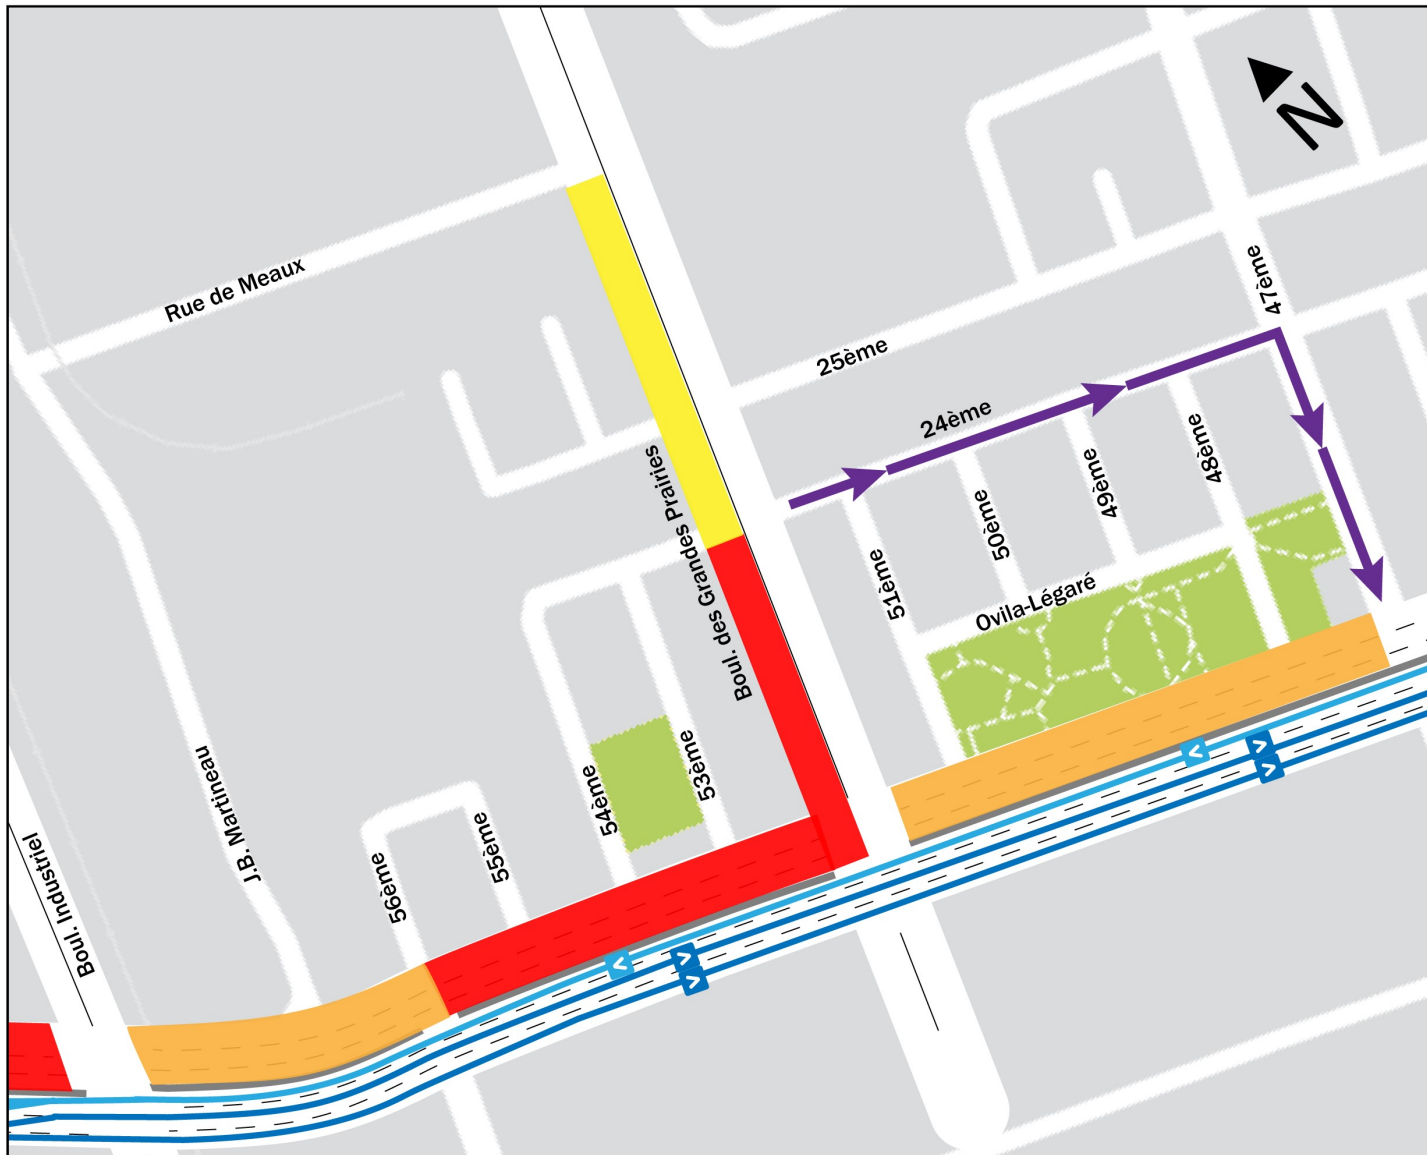 N
47ème
Rue de Meaux
25ème
24ème
48ème
49ème
50ème
51ème
Boul. des Grandes Prairies
Ovila-Légaré
53ème
54ème
J.B. Martineau
55ème
56ème
Boul. Industriel